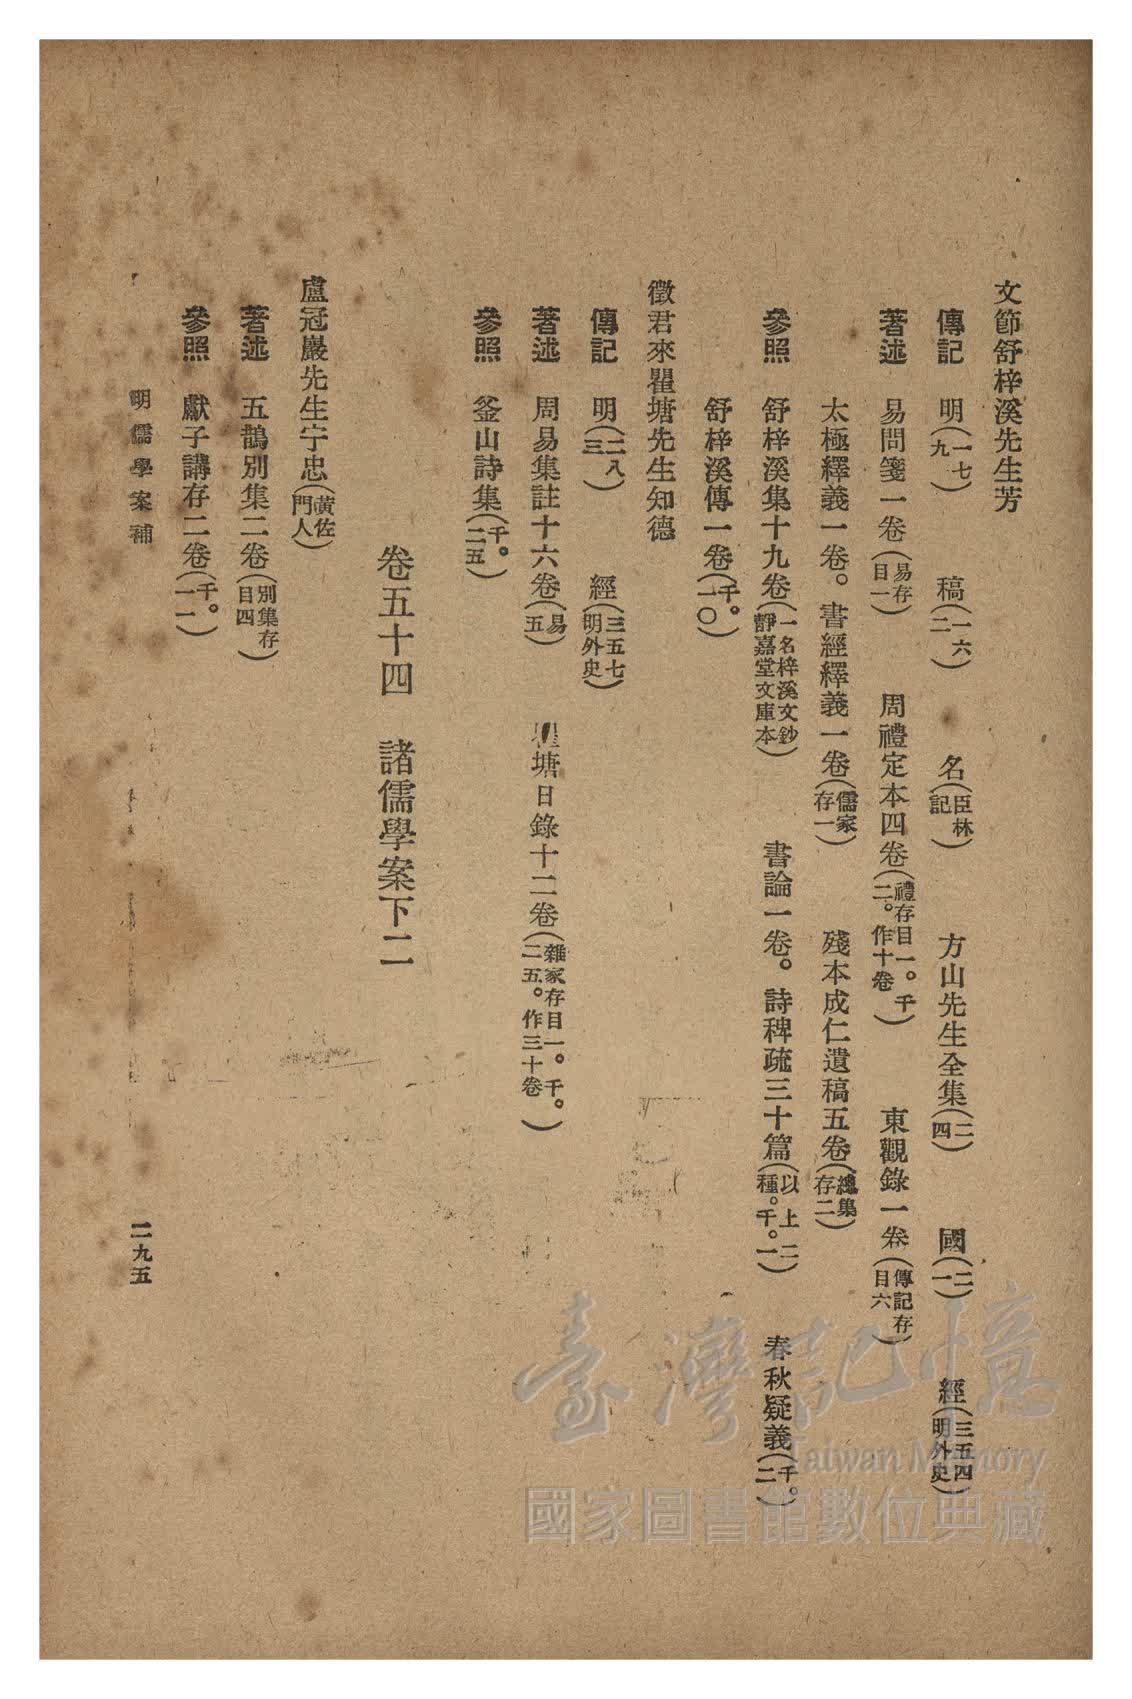 文節舒梓溪先生芳
傳記 明(一七九) 稿(一六二) 名(臣林記) 方山先生全集(二四) 國(二一) 經(三五四明外史)
著述 易問箋一卷(易存目一) 周禮定本四卷(禮存目一。千二。作十卷) 東觀錄一卷(傳記存目六)
太極繹義一卷。書經繹義一卷(儒家存一) 殘本成仁遺稿五卷(總集存二)
參照 舒梓溪集十九卷(一名梓溪文鈔靜嘉堂文庫本) 書論一卷。詩稗疏三十篇(以上二種。千。一) 春秋疑義(千。二)
舒梓溪傳一卷(千。一〇)
徵君來瞿塘先生知德
傳記 明(二八三) 經(三五七明外史)
著述 周易集註十六卷(易五) 瞿塘日錄十二卷(雜家存目一。千。二五。作三十卷)
參照 釜山詩集(千。二五)
卷五十四 諸儒學案下二
盧冠巖先生宁忠(黃佐門人)
著述 五鵲別集二卷(別集存目四)
參照 獻子講存二卷(千。一一)
明儒學案補 二九五
臺灣記憶
Taiwan Memory
國家圖書館數位典藏